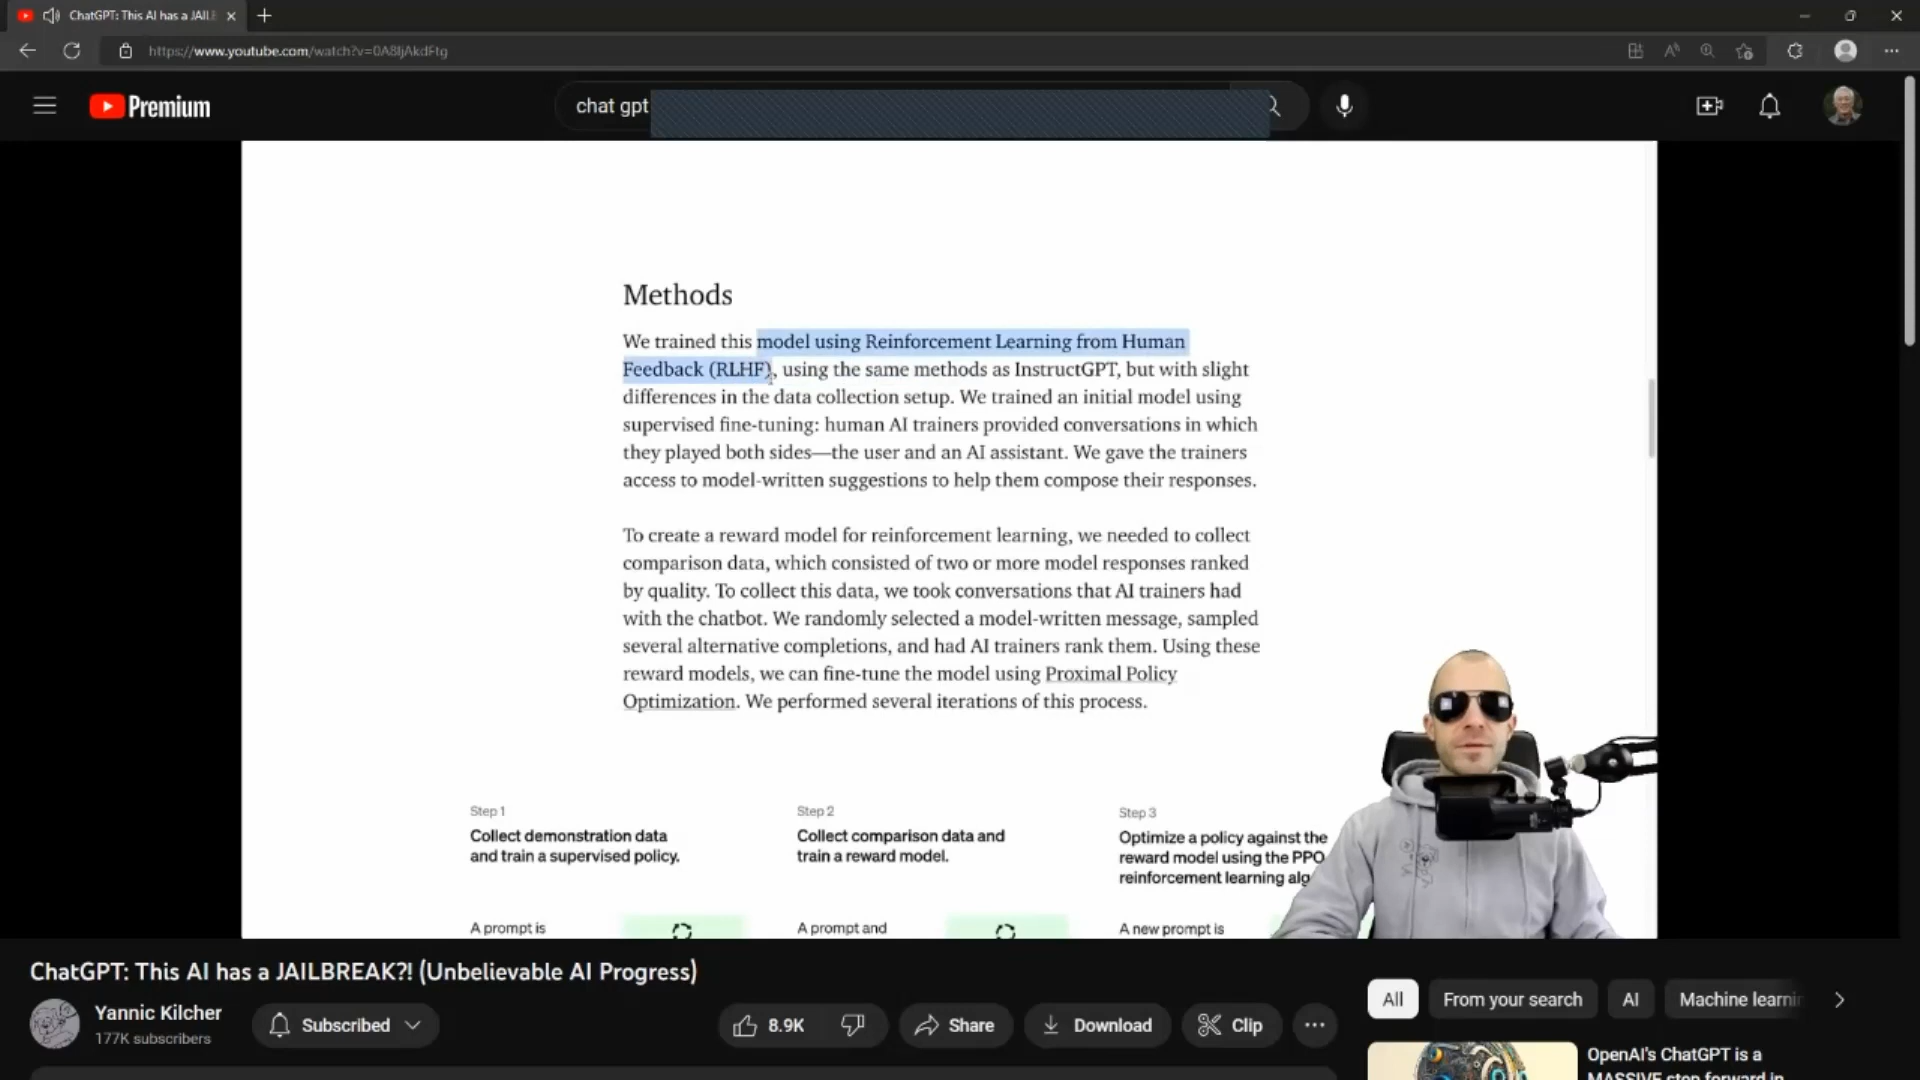 ChatGPT: This AI has a JAIL
https://www.youtube.com/watch?v=0A8ljAkdFtg
Premium
chat gpt
Methods
We trained this model using Reinforcement Learning from Human
Feedback (RLHF), using the same methods as InstructGPT, but with slight
differences in the data collection setup. We trained an initial model using
supervised fine-tuning: human AI trainers provided conversations in which
they played both sides—the user and an AI assistant. We gave the trainers
access to model-written suggestions to help them compose their responses.
To create a reward model for reinforcement learning, we needed to collect
comparison data, which consisted of two or more model responses ranked
by quality. To collect this data, we took conversations that AI trainers had
with the chatbot. We randomly selected a model-written message, sampled
several alternative completions, and had AI trainers rank them. Using these
reward models, we can fine-tune the model using Proximal Policy
Optimization. We performed several iterations of this process.
Step 1
Collect demonstration data
and train a supervised policy.
A prompt is
Step 2
Collect comparison data and
train a reward model.
A prompt and
Step 3
Optimize a policy against the
reward model using the PPO
reinforcement learning alg
A new prompt is
ChatGPT: This AI has a JAILBREAK?! (Unbelievable AI Progress)
Yannic Kilcher
177K subscribers
Subscribed
8.9K
Share
Download
Clip
All
From your search
AI
Machine learnin
OpenAI's ChatGPT is a
MASSIVE step forward in